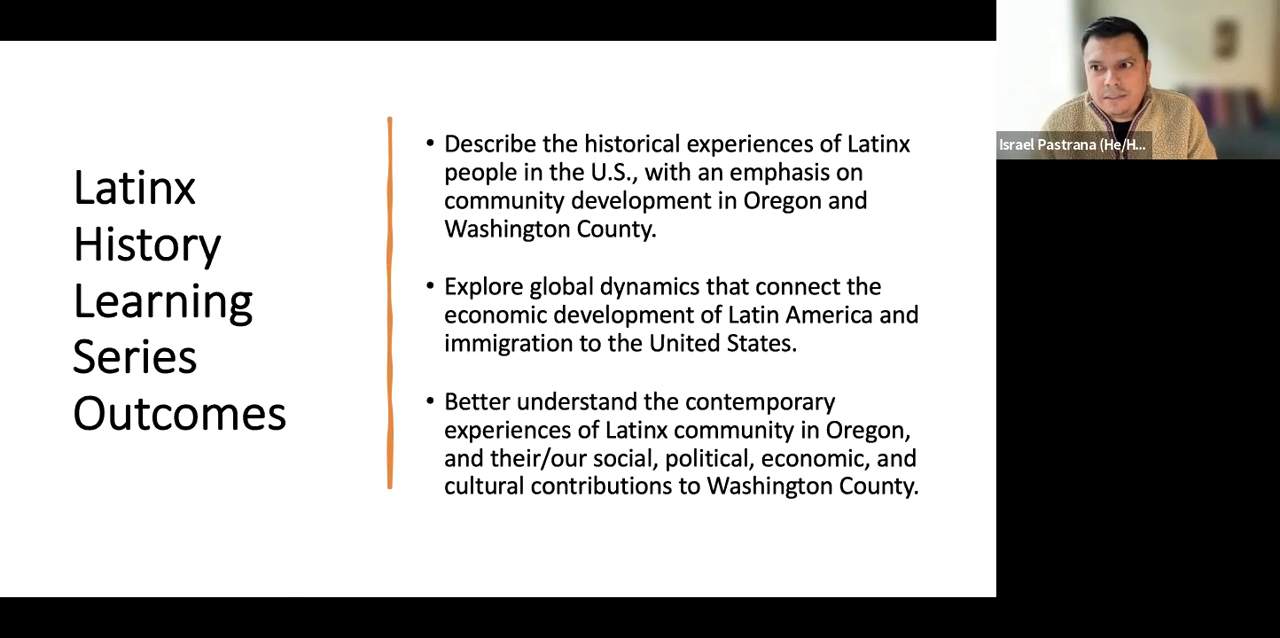 Latinx
History
Learning
Series
Outcomes
• Describe the historical experiences of Latinx
people in the U.S., with an emphasis on
community development in Oregon and
Washington County.
• Explore global dynamics that connect the
economic development of Latin America and
immigration to the United States.
• Better understand the contemporary
experiences of Latinx community in Oregon,
and their/our social, political, economic, and
cultural contributions to Washington County.
Israel Pastrana (He/H...